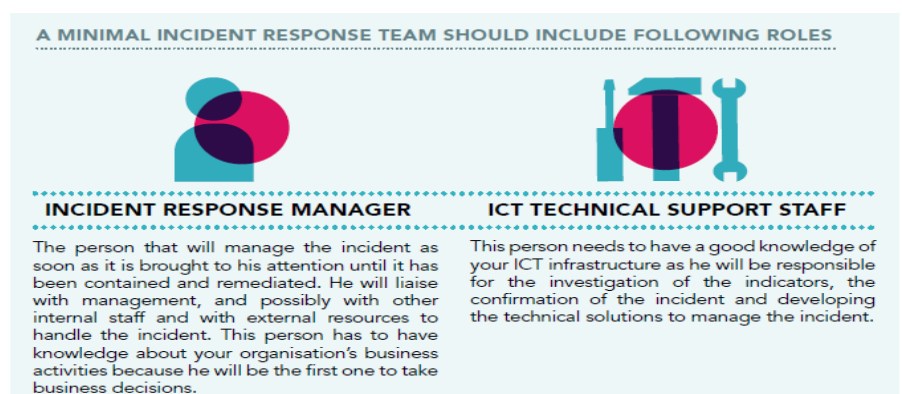 A MINIMAL INCIDENT RESPONSE TEAM SHOULD INCLUDE FOLLOWING ROLES
INCIDENT RESPONSE MANAGER
The person that will manage the incident as
soon as it is brought to his attention until it has
been contained and remediated. He will liaise
with management, and possibly with other
internal staff and with external resources to
handle the incident. This person has to have
knowledge about your organisation's business
activities because he will be the first one to take
business decisions.
ICT TECHNICAL SUPPORT STAFF
This person needs to have a good knowledge of
your ICT infrastructure as he will be responsible
for the investigation of the indicators, the
confirmation of the incident and developing
the technical solutions to manage the incident.